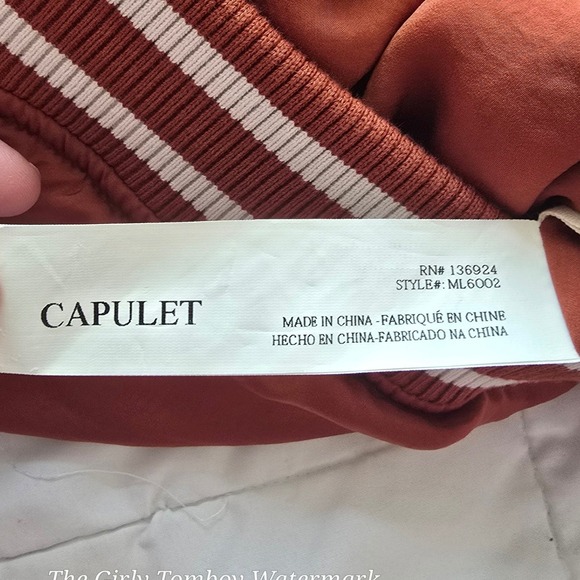 RN# 136924
STYLE#: ML6002
CAPULET
MADE IN CHINA -FABRIQUÉ EN CHINE
HECHO EN CHINA-FABRICADO NA CHINA
The Girly Tomboy Watermark